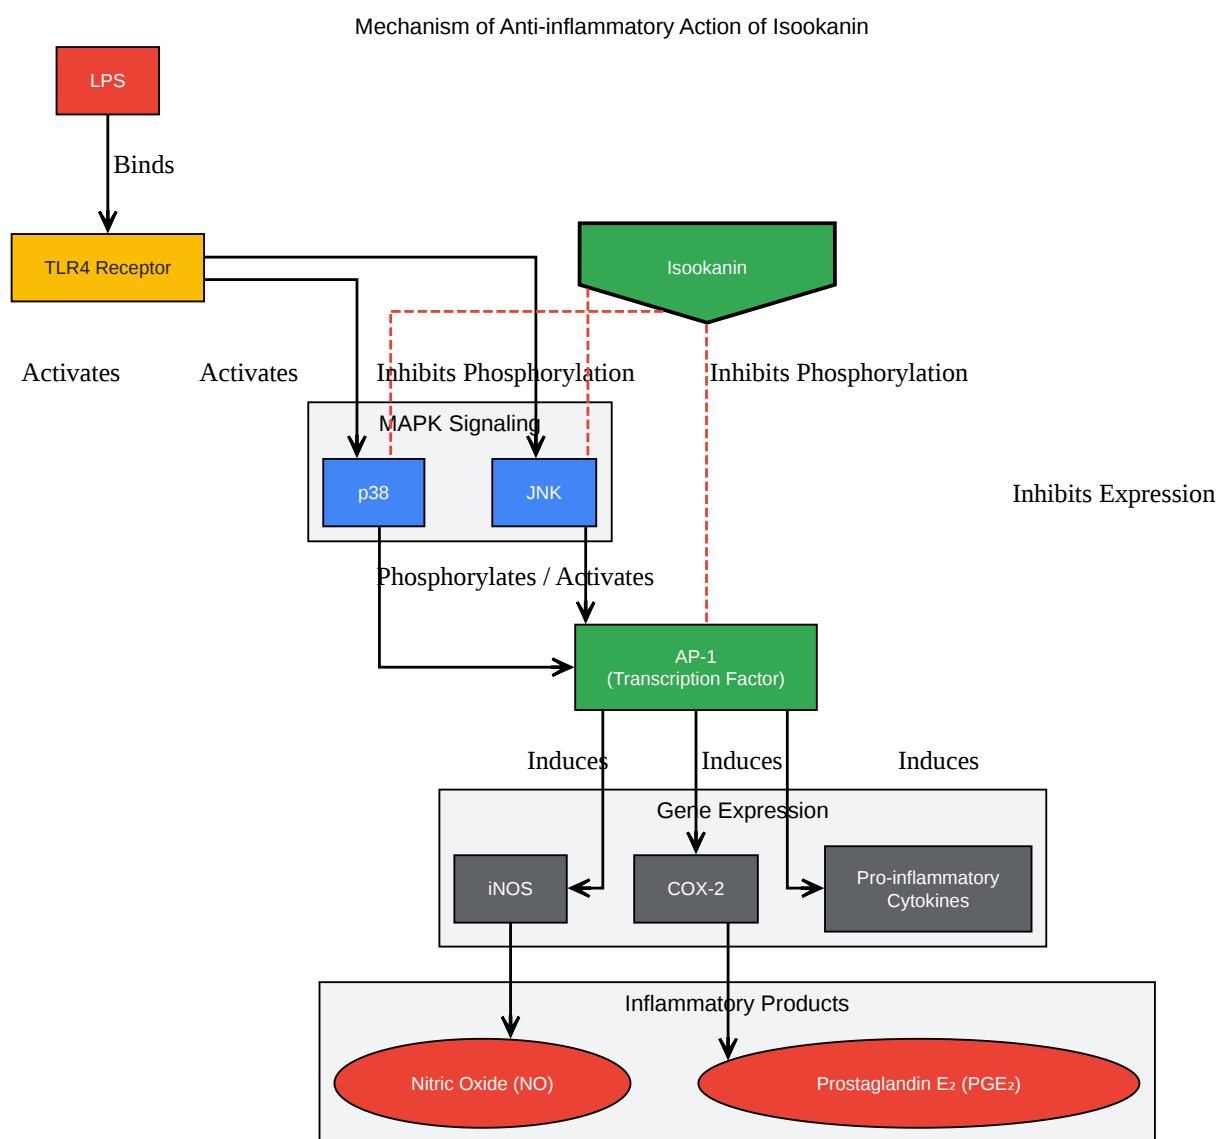 Mechanism of Anti-inflammatory Action of Isookanin
LPS
Binds
TLR4 Receptor
Isookanin
Activates
Activates
Inhibits Phosphorylation
Inhibits Phosphorylation
MAPK Signaling
p38
JNK
Inhibits Expression
Phosphorylates / Activates
AP-1
(Transcription Factor)
Induces
Induces
Induces
Gene Expression
iNOS
COX-2
Pro-inflammatory
Cytokines
Inflammatory Products
Nitric Oxide (NO)
Prostaglandin E₂ (PGE₂)